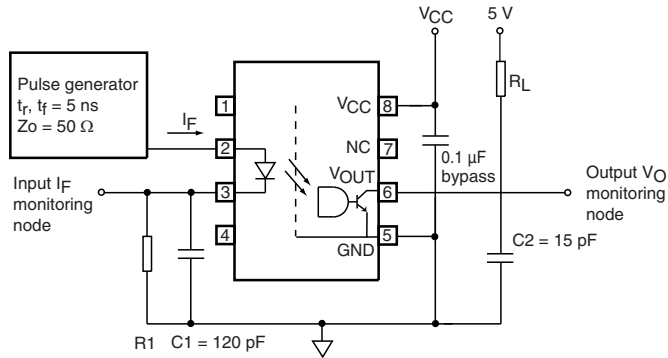 VCC
5 V
Pulse generator
tr, tf = 5 ns
Zo = 50 Ω
IF
RL
1
VCC
8
2
NC
7
0.1 µF
bypass
Input IF
monitoring
node
3
VOUT
6
Output VO
monitoring
node
4
GND
5
C2 = 15 pF
R1
C1 = 120 pF